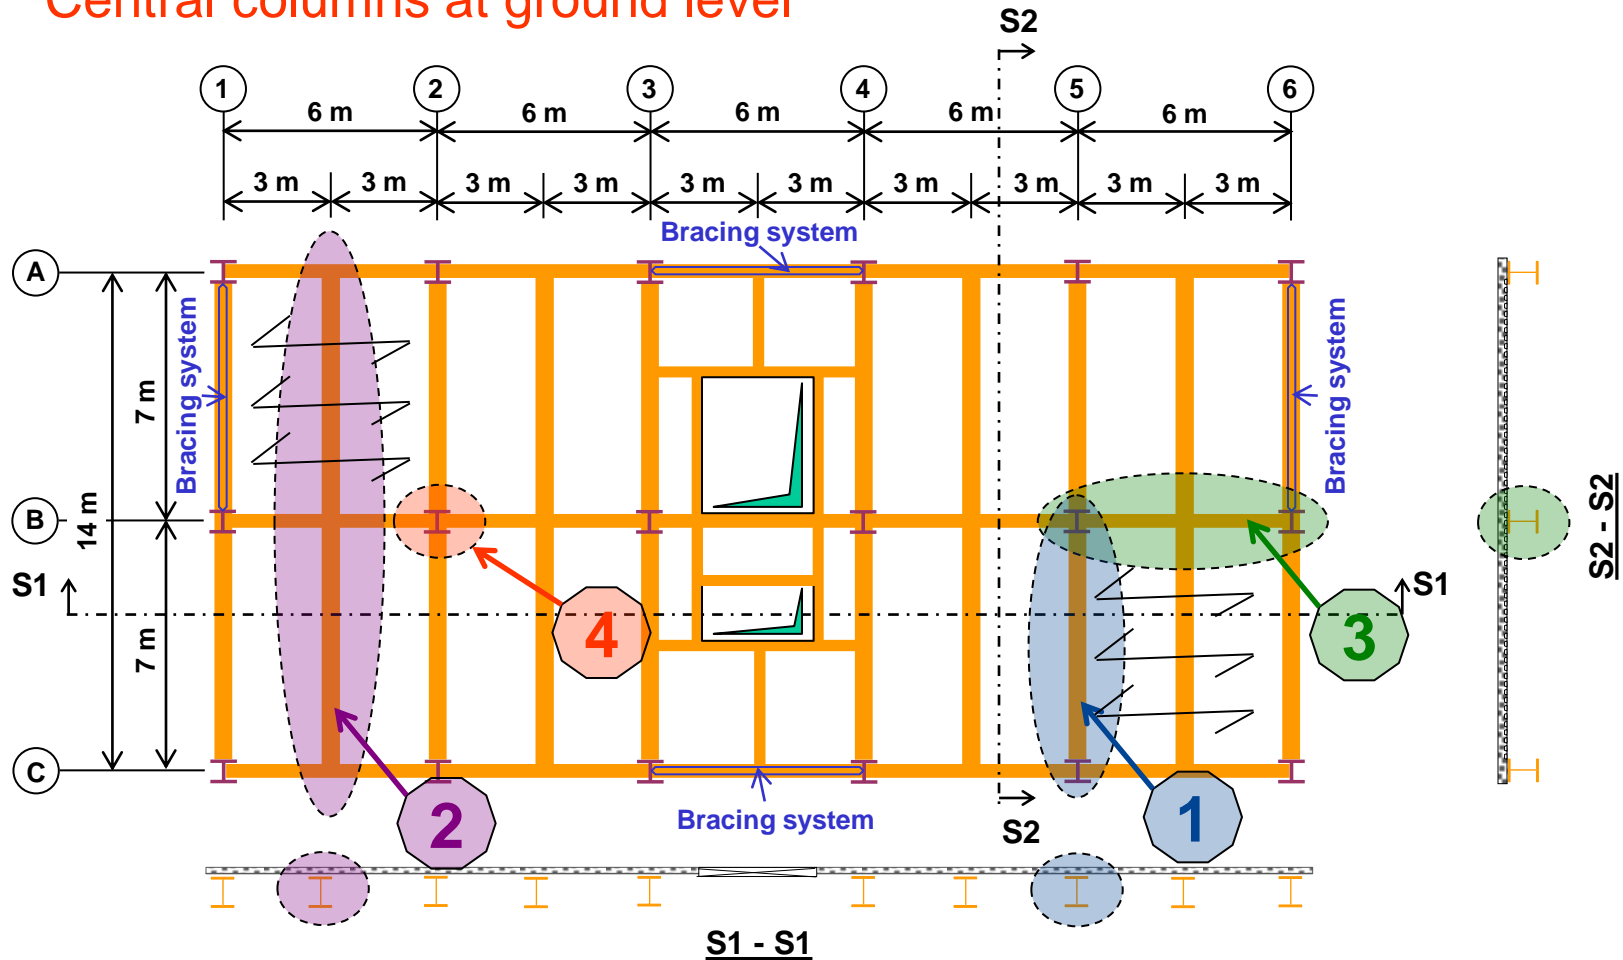 Central columns at ground level
S2
1 2 3 4 5 6
6 m 6 m 6 m 6 m 6 m
3 m 3 m 3 m 3 m 3 m 3 m 3 m 3 m 3 m 3 m
Bracing system
A
Bracing system
Bracing system
7 m
14 m
B
S2 - S2
S1
S1
4
3
7 m
C
2
1
Bracing system
S2
S1 - S1